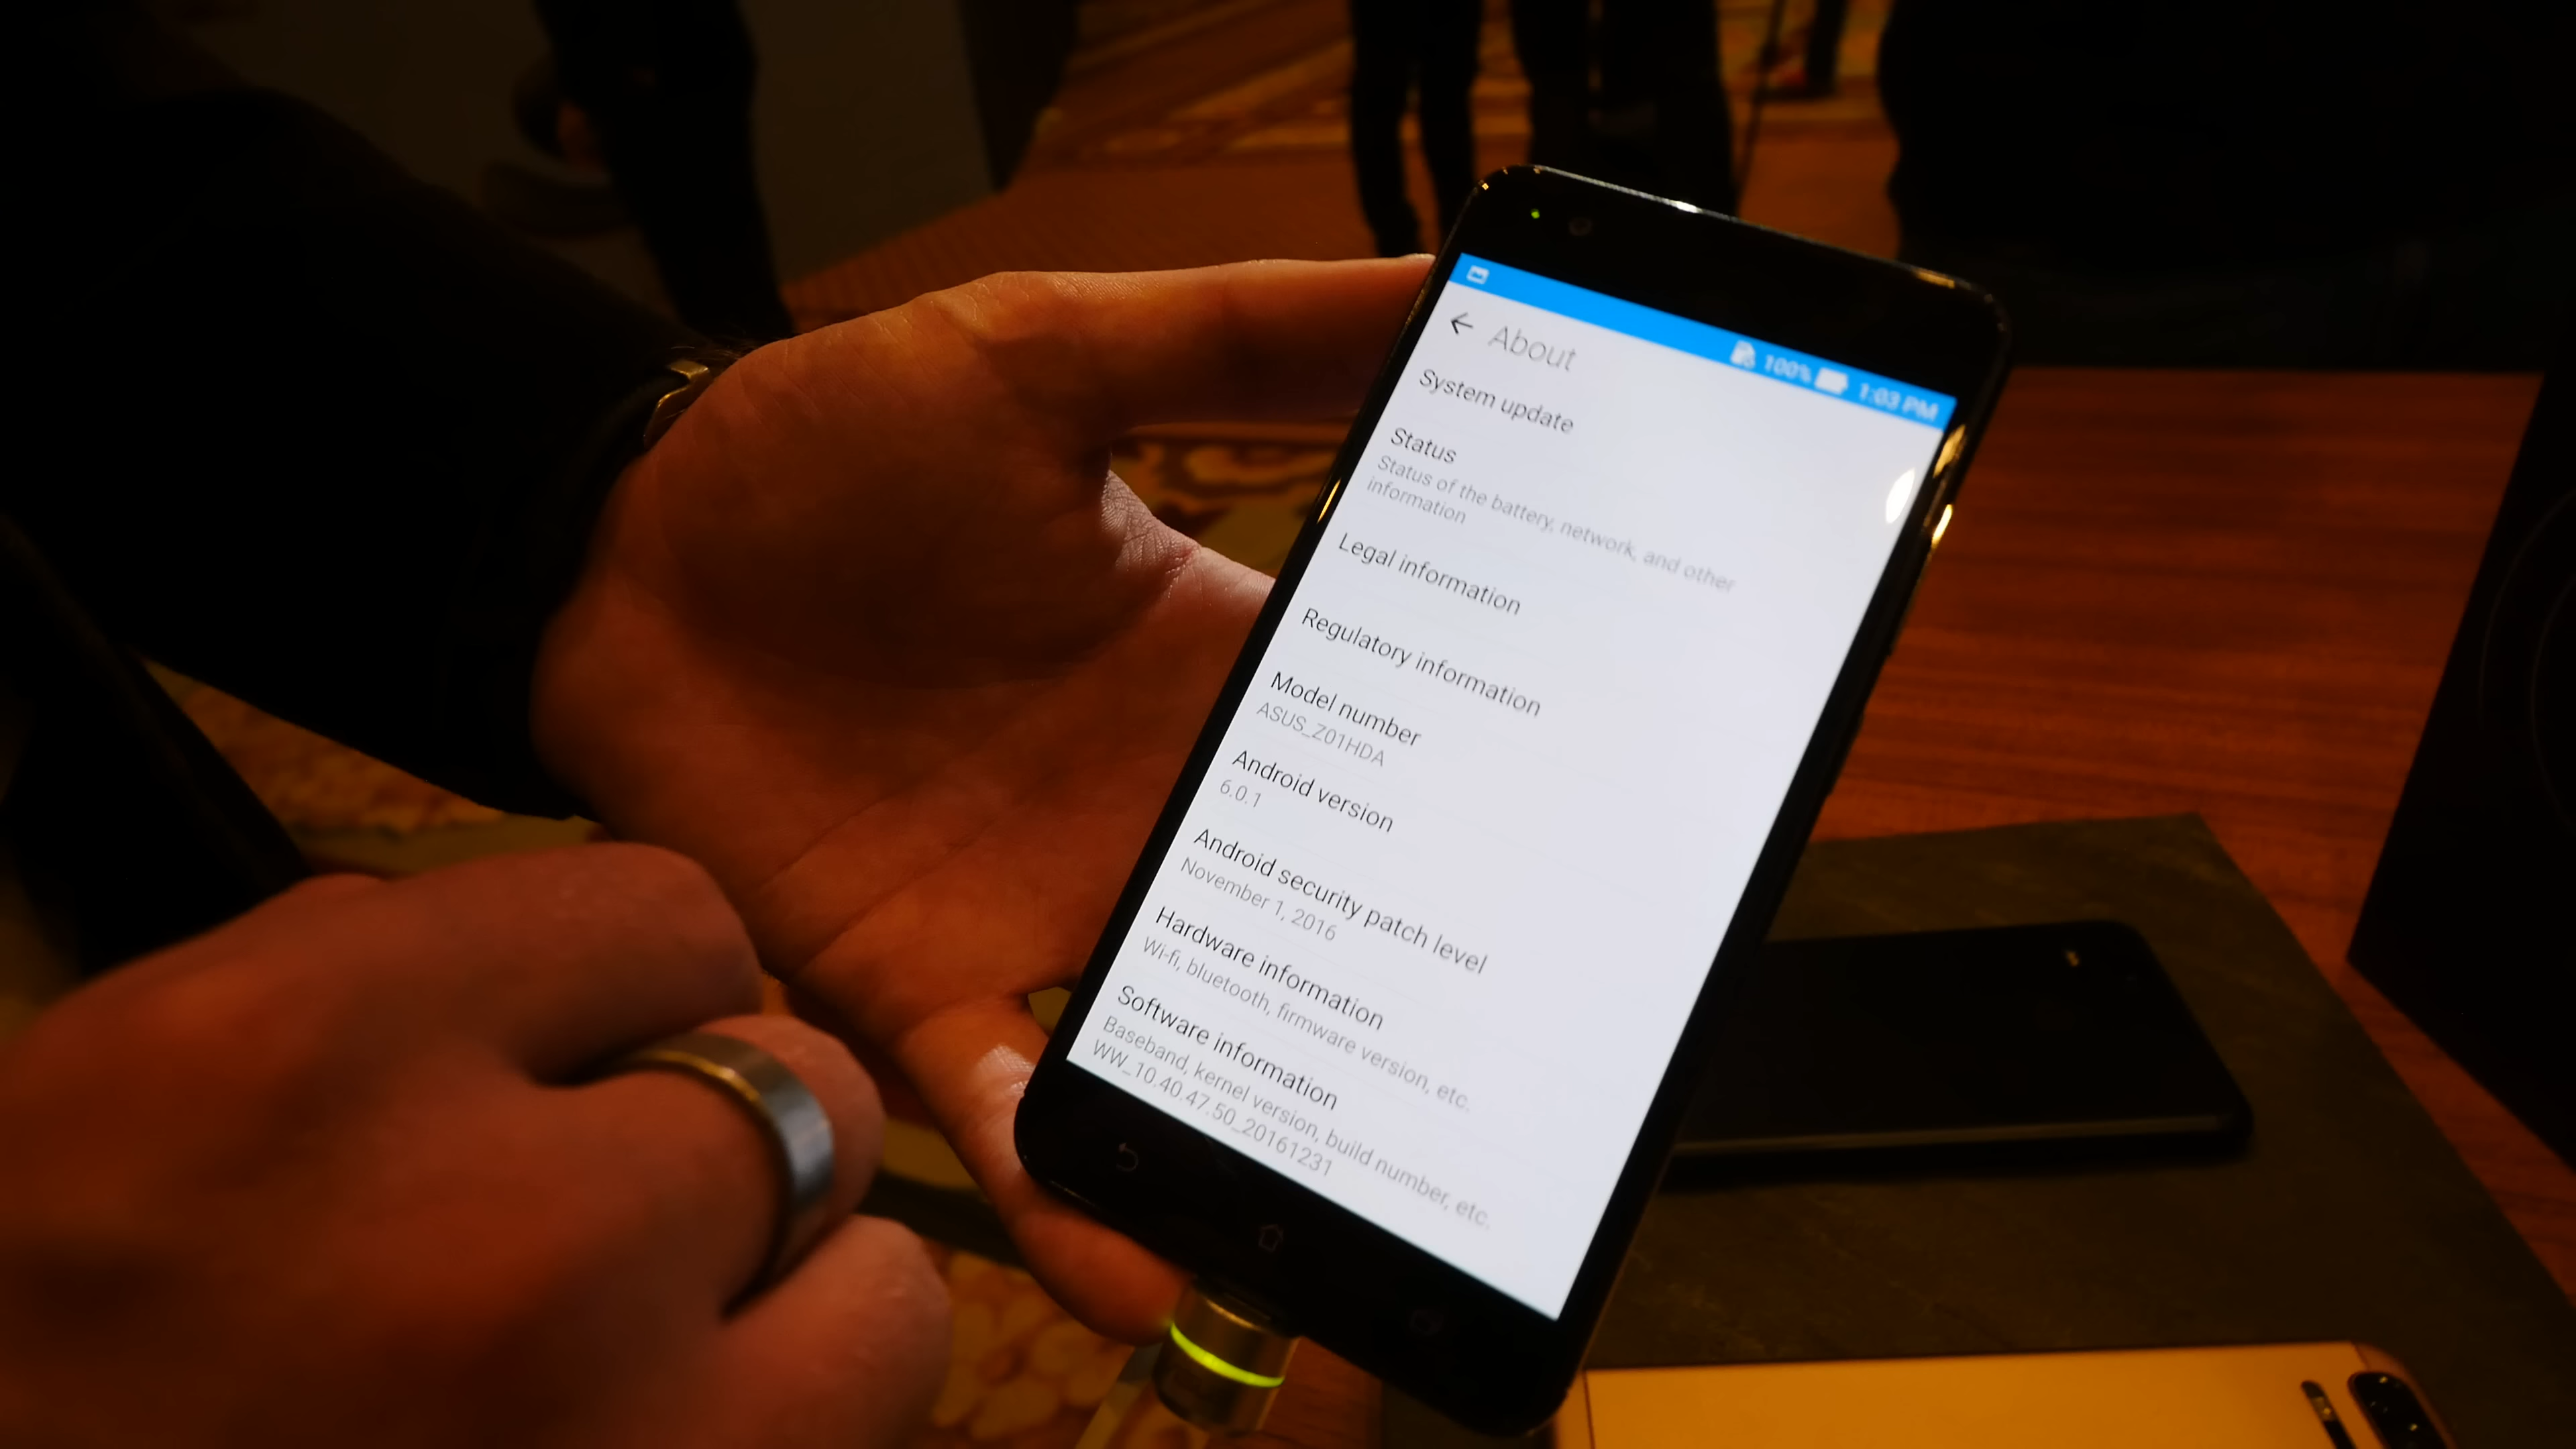 100% 1:03 PM
About
System update
Status
Status of the battery, network, and other
information
Legal information
Regulatory information
Model number
ASUS_Z01HDA
Android version
6.0.1
Android security patch level
November 1, 2016
Hardware information
Wi-fi, bluetooth, firmware version, etc.
Software information
Baseband, kernel version, build number, etc.
WW_10.40.47.50_20161231